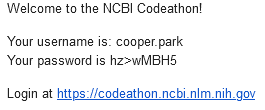 Welcome to the NCBI Codeathon!
Your username is: cooper.park
Your password is hz>wMBH5
Login at https://codeathon.ncbi.nlm.nih.gov